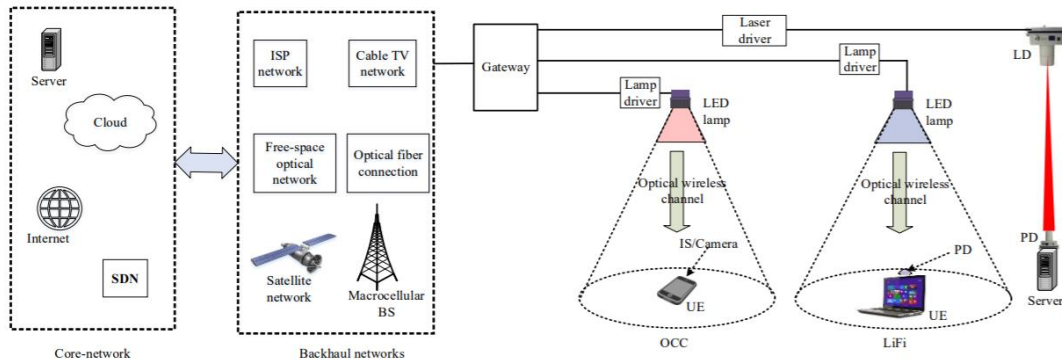 Server
Cloud
Internet
SDN
Core-network
ISP
network
Cable TV
network
Free-space
optical
network
Optical fiber
connection
Satellite
network
Macrocellular
BS
Backhaul networks
Gateway
Laser
driver
Lamp
driver
Lamp
driver
LED
lamp
Optical wireless
channel
IS/Camera
UE
OCC
LED
lamp
Optical wireless
channel
PD
UE
LiFi
LD
PD
Server